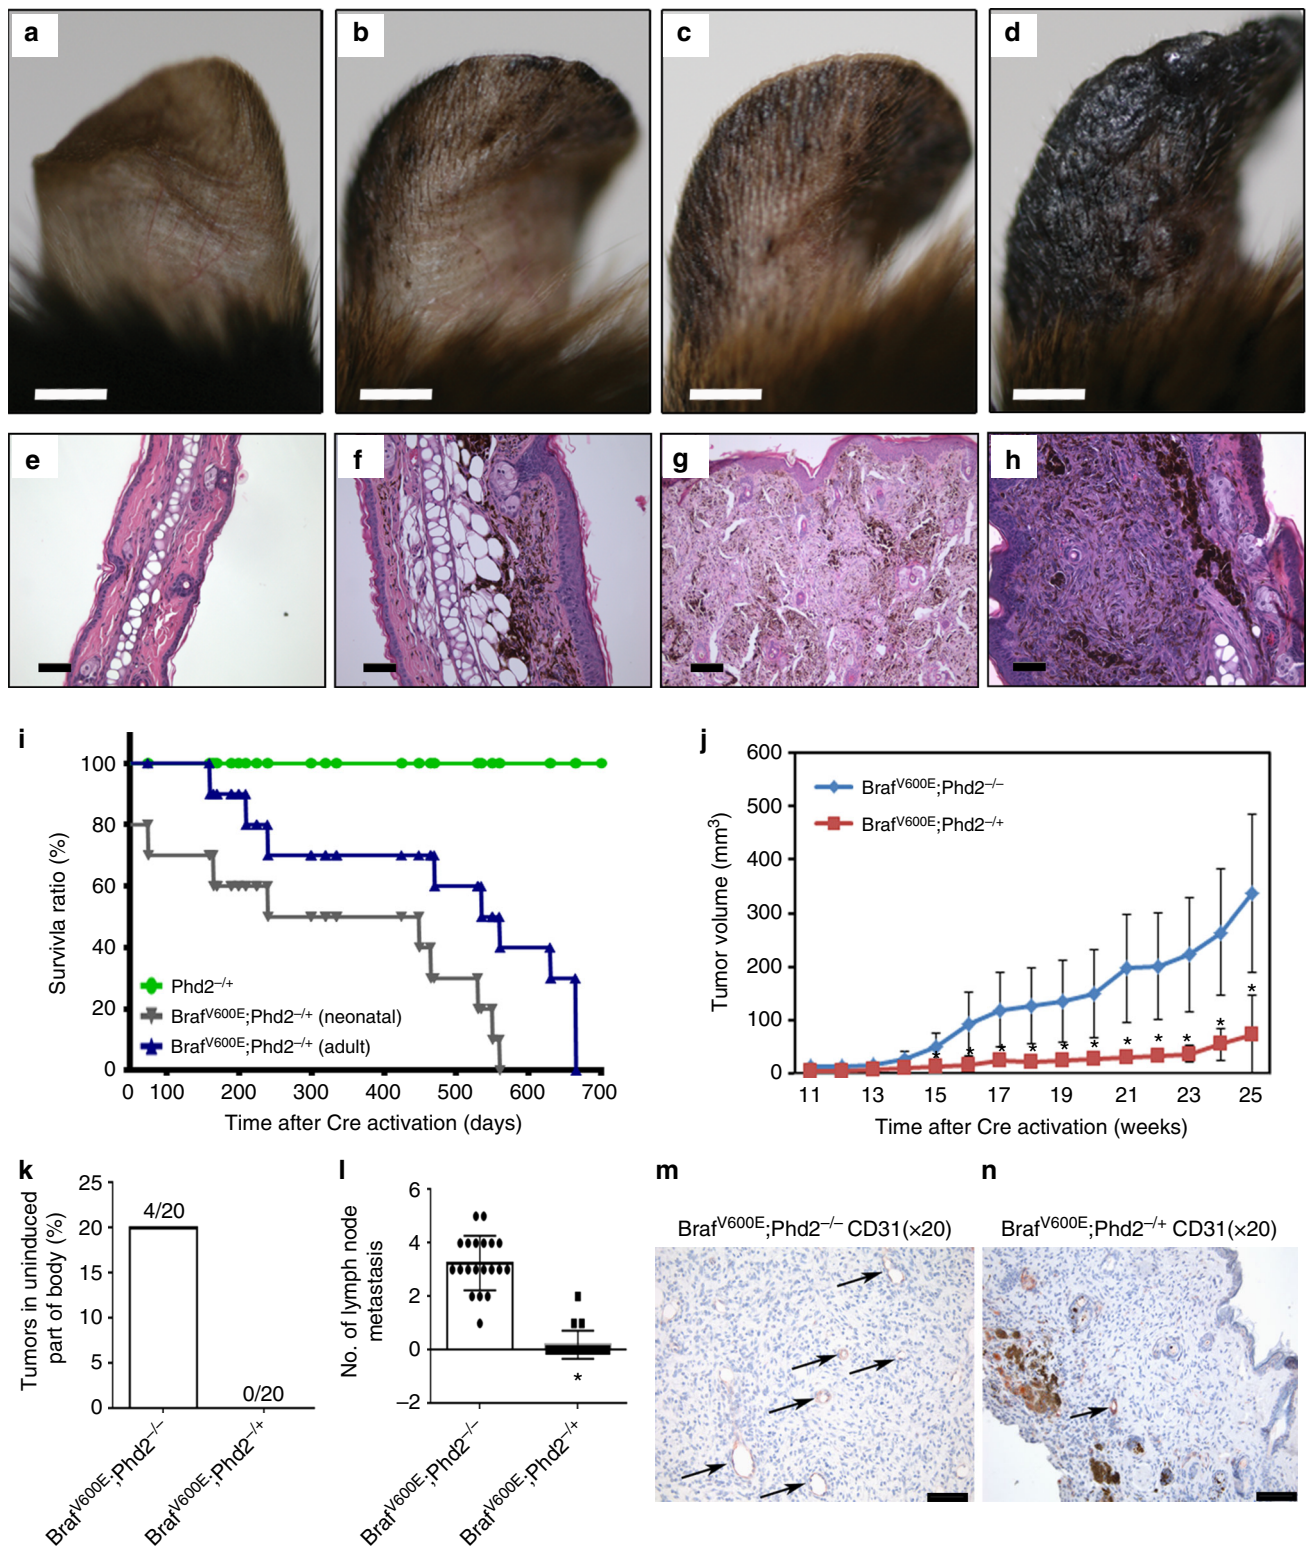 a
b
c
d
e
f
g
h
i
100
80
60
40
20
0
Survivla ratio (%)
Phd2–/+
BrafV600E;Phd2–/+ (neonatal)
BrafV600E;Phd2–/+ (adult)
0 100 200 300 400 500 600 700
Time after Cre activation (days)
j
600
500
400
300
200
100
0
Tumor volume (mm3)
BrafV600E;Phd2–/–
BrafV600E;Phd2–/+
* * * * * * * * * * *
11 13 15 17 19 21 23 25
Time after Cre activation (weeks)
k
25
20
15
10
5
0
Tumors in uninduced
part of body (%)
4/20
0/20
BrafV600E;Phd2–/–
BrafV600E;Phd2–/+
l
6
4
2
0
–2
No. of lymph node
metastasis
*
BrafV600E;Phd2–/–
BrafV600E;Phd2–/+
m
BrafV600E;Phd2–/– CD31(×20)
n
BrafV600E;Phd2–/+ CD31(×20)